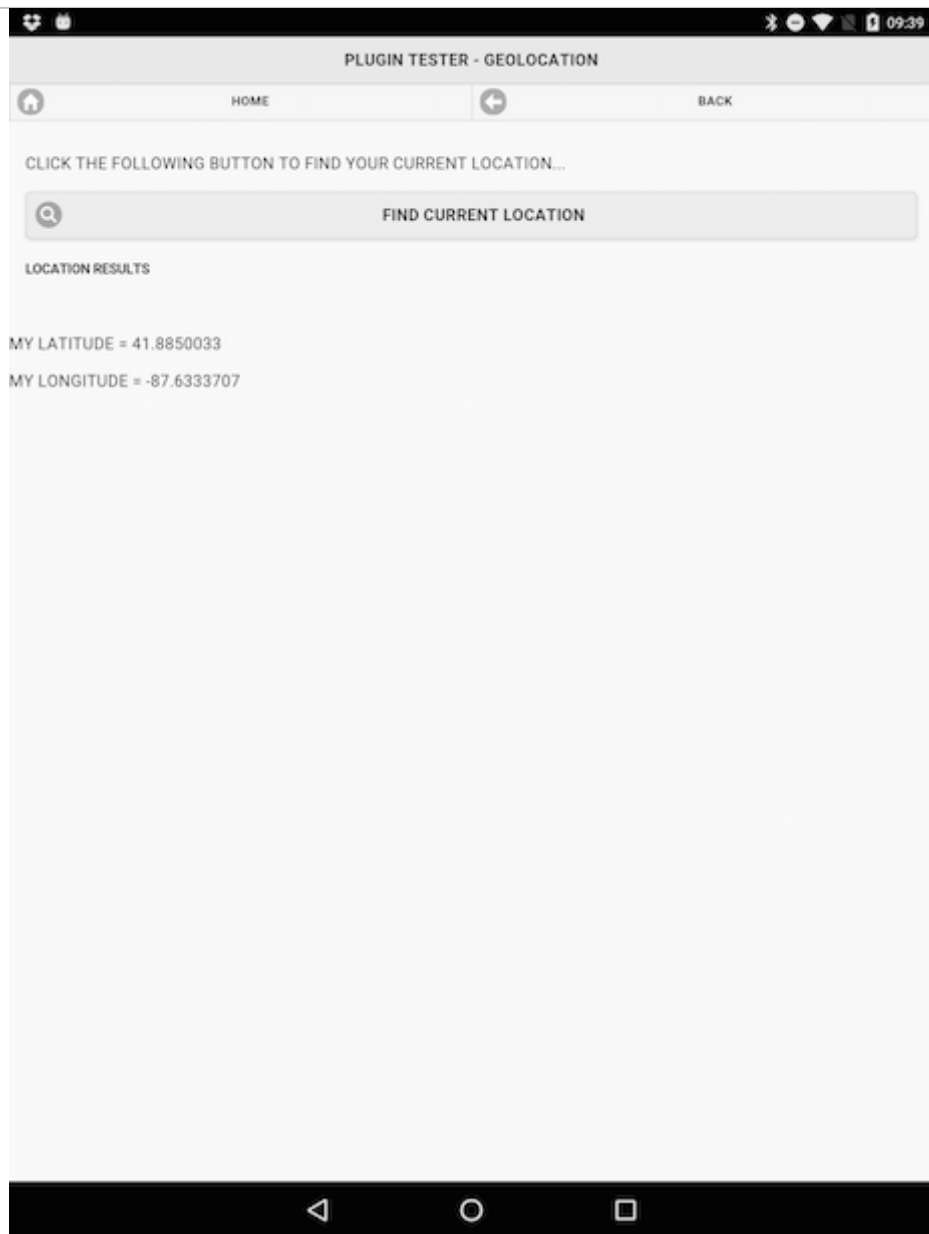 09:39
PLUGIN TESTER - GEOLOCATION
HOME BACK
CLICK THE FOLLOWING BUTTON TO FIND YOUR CURRENT LOCATION...
FIND CURRENT LOCATION
LOCATION RESULTS
MY LATITUDE = 41.8850033
MY LONGITUDE = -87.6333707